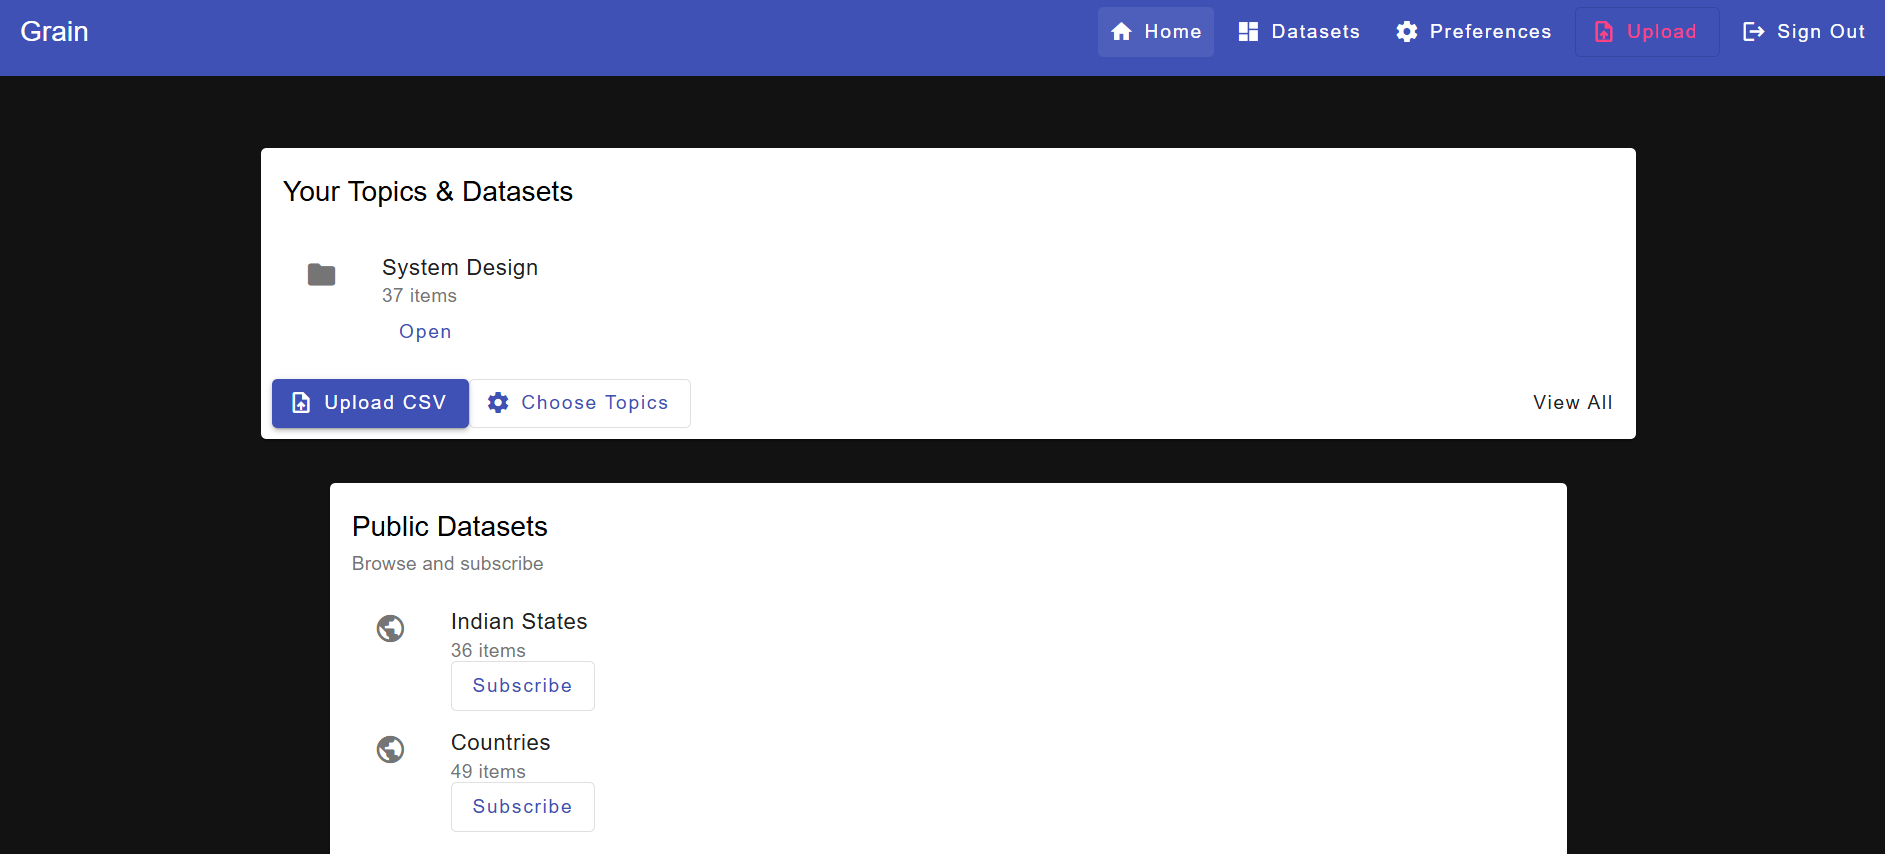 Grain
Home Datasets Preferences Upload Sign Out
Your Topics & Datasets
System Design
37 items
Open
Upload CSV Choose Topics View All
Public Datasets
Browse and subscribe
Indian States
36 items
Subscribe
Countries
49 items
Subscribe